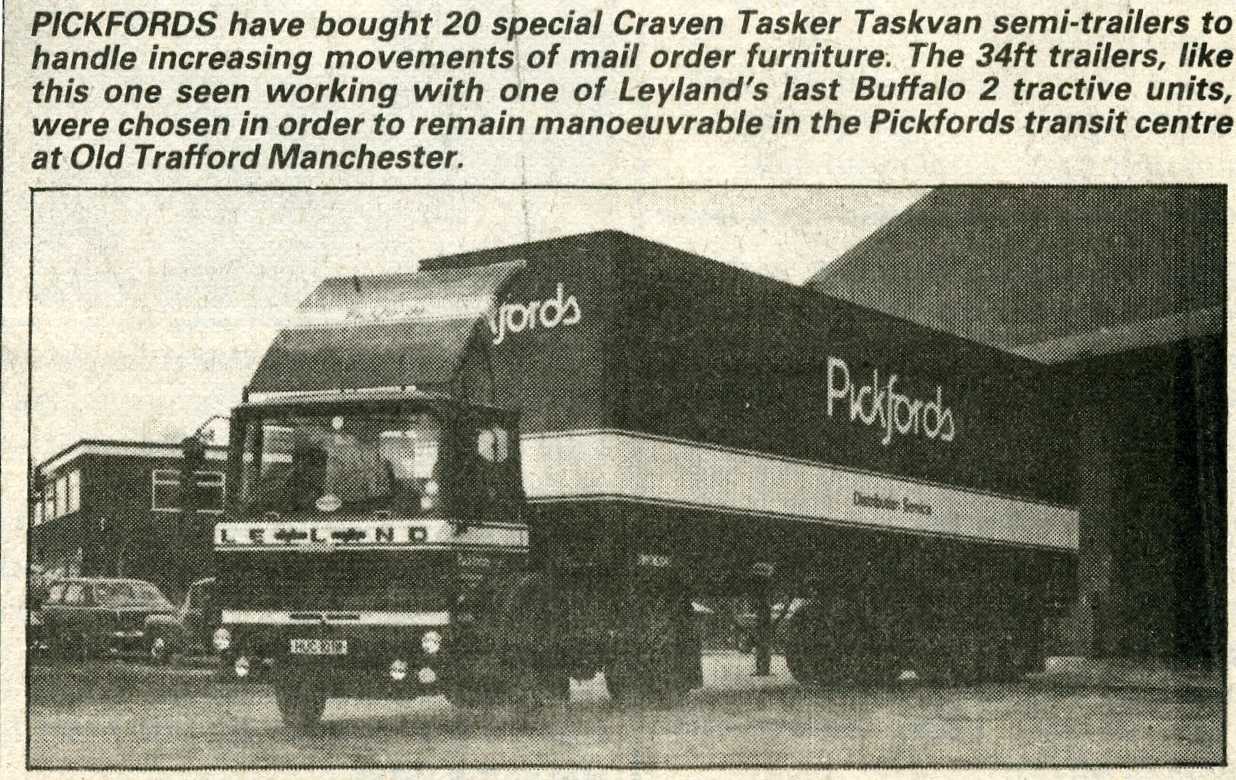 PICKFORDS have bought 20 special Craven Tasker Taskvan semi-trailers to
handle increasing movements of mail order furniture. The 34ft trailers, like
this one seen working with one of Leyland's last Buffalo 2 tractive units,
were chosen in order to remain manoeuvrable in the Pickfords transit centre
at Old Trafford Manchester.
kfords
Pickfords
Distribution Service
LEYLAND